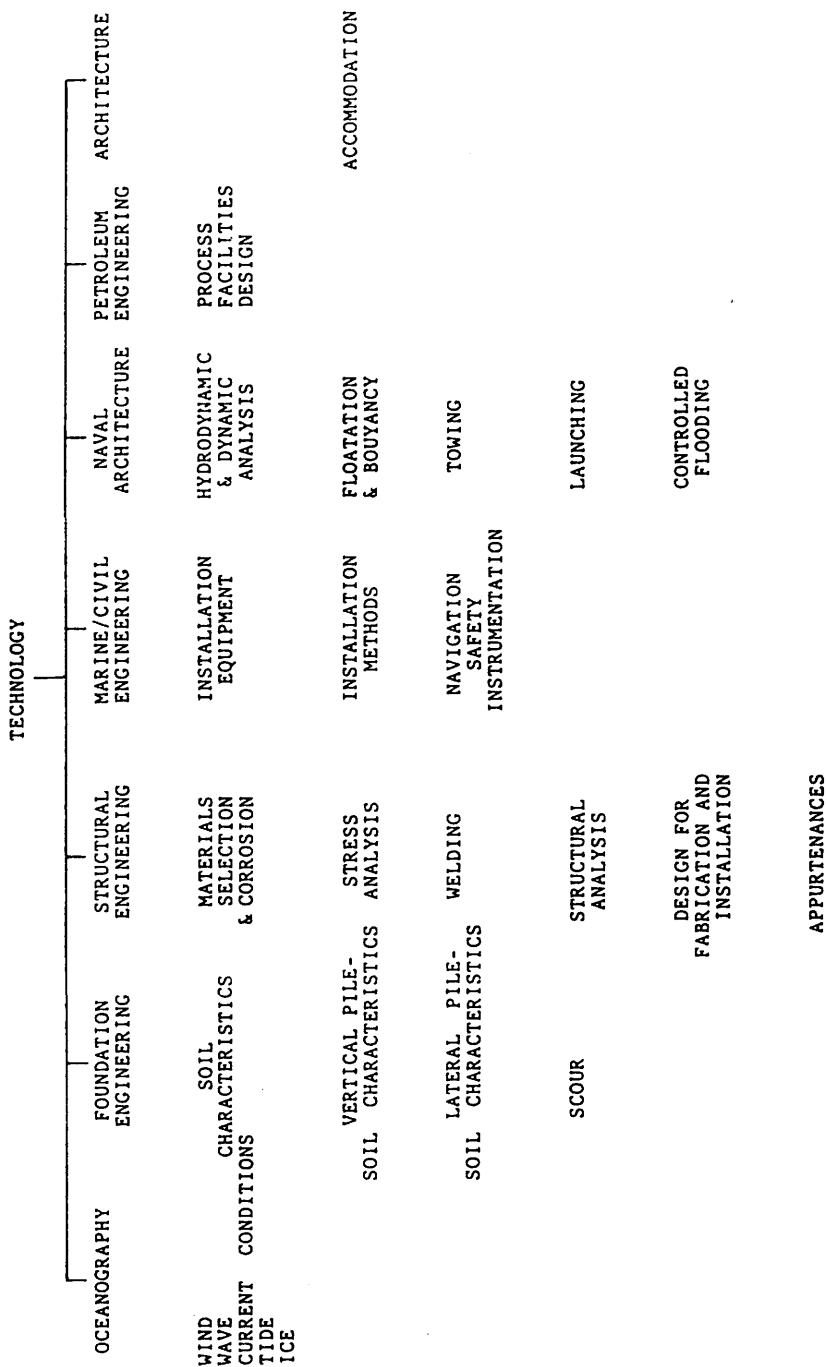 TECHNOLOGY
OCEANOGRAPHY
WIND
WAVE
CURRENT CONDITIONS
TIDE
ICE
FOUNDATION
ENGINEERING
SOIL
CHARACTERISTICS
VERTICAL PILE-
SOIL CHARACTERISTICS
LATERAL PILE-
SOIL CHARACTERISTICS
SCOUR
STRUCTURAL
ENGINEERING
MATERIALS
SELECTION
& CORROSION
STRESS
ANALYSIS
WELDING
STRUCTURAL
ANALYSIS
DESIGN FOR
FABRICATION AND
INSTALLATION
APPURTENANCES
MARINE/CIVIL
ENGINEERING
INSTALLATION
EQUIPMENT
INSTALLATION
METHODS
NAVIGATION
SAFETY
INSTRUMENTATION
NAVAL
ARCHITECTURE
HYDRODYNAMIC
& DYNAMIC
ANALYSIS
FLOATATION
& BOUYANCY
TOWING
LAUNCHING
CONTROLLED
FLOODING
PETROLEUM
ENGINEERING
PROCESS
FACILITIES
DESIGN
ARCHITECTURE
ACCOMMODATION